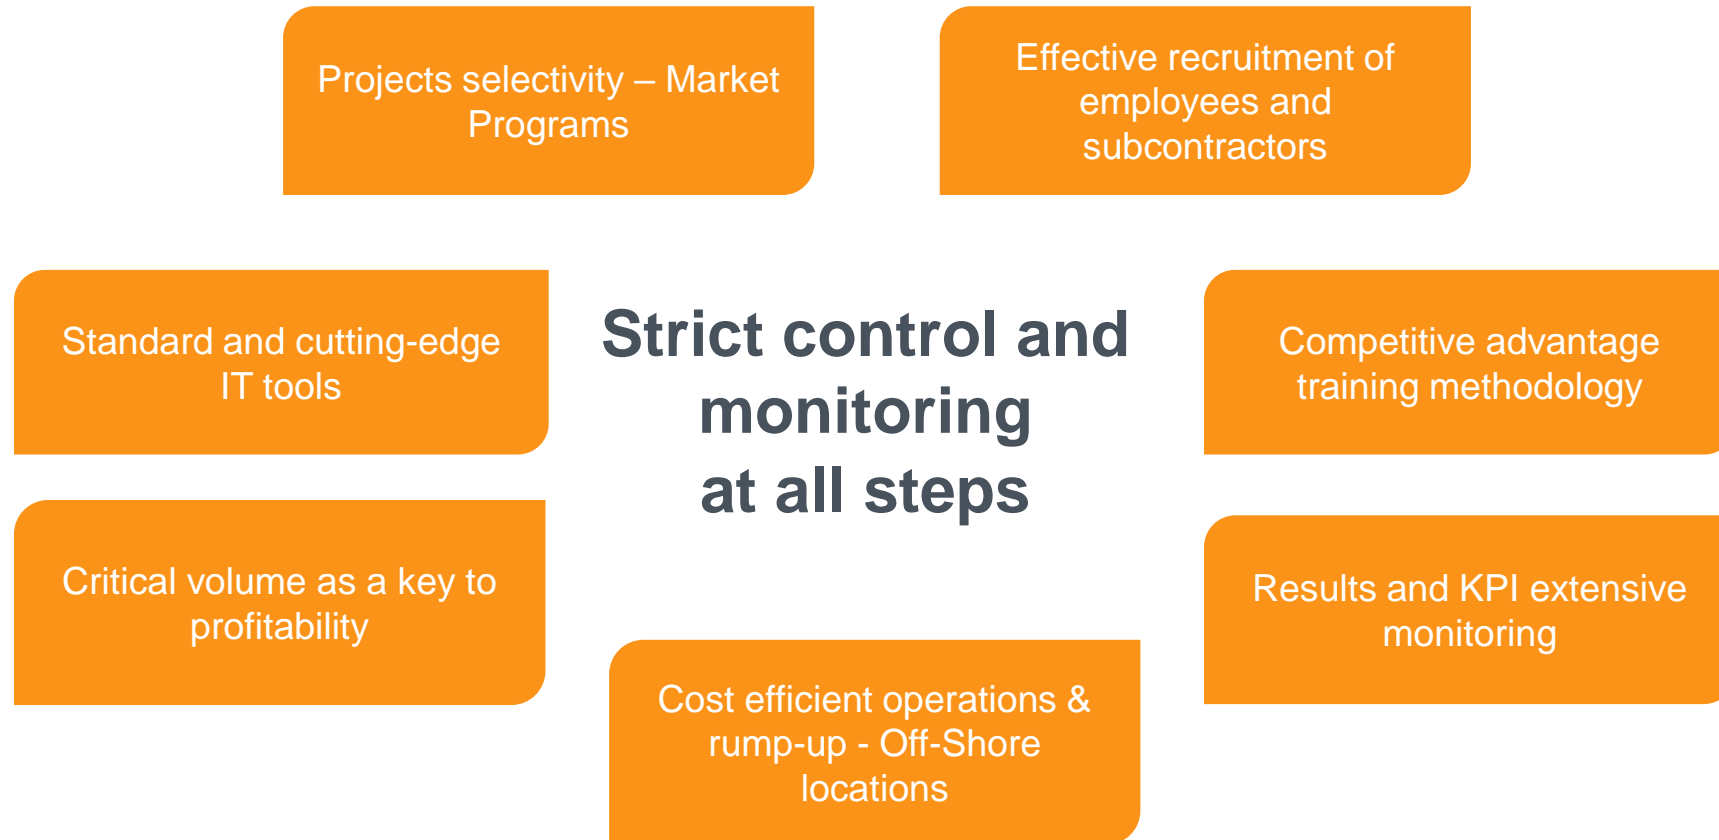 Projects selectivity – Market
Programs
Effective recruitment of
employees and
subcontractors
Standard and cutting-edge
IT tools
Strict control and
monitoring
at all steps
Competitive advantage
training methodology
Critical volume as a key to
profitability
Results and KPI extensive
monitoring
Cost efficient operations &
rump-up - Off-Shore
locations